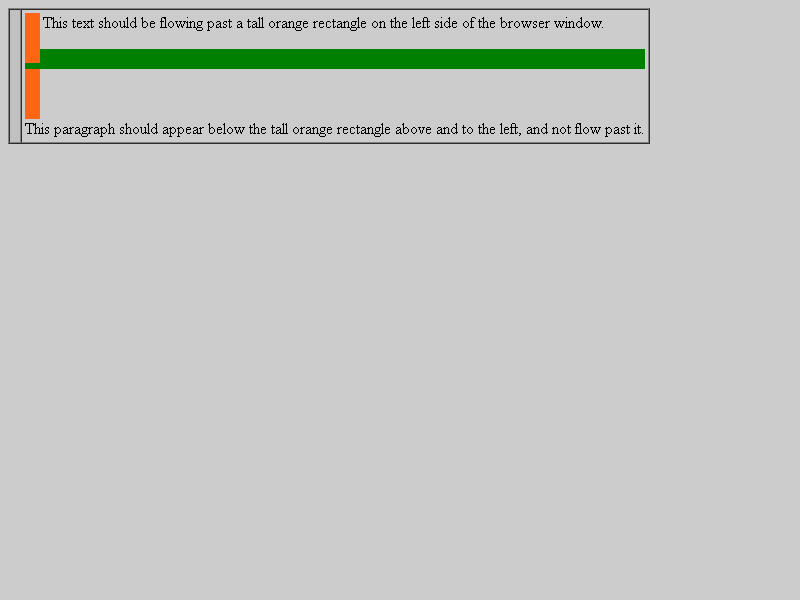 This text should be flowing past a tall orange rectangle on the left side of the browser window.
This paragraph should appear below the tall orange rectangle above and to the left, and not flow past it.